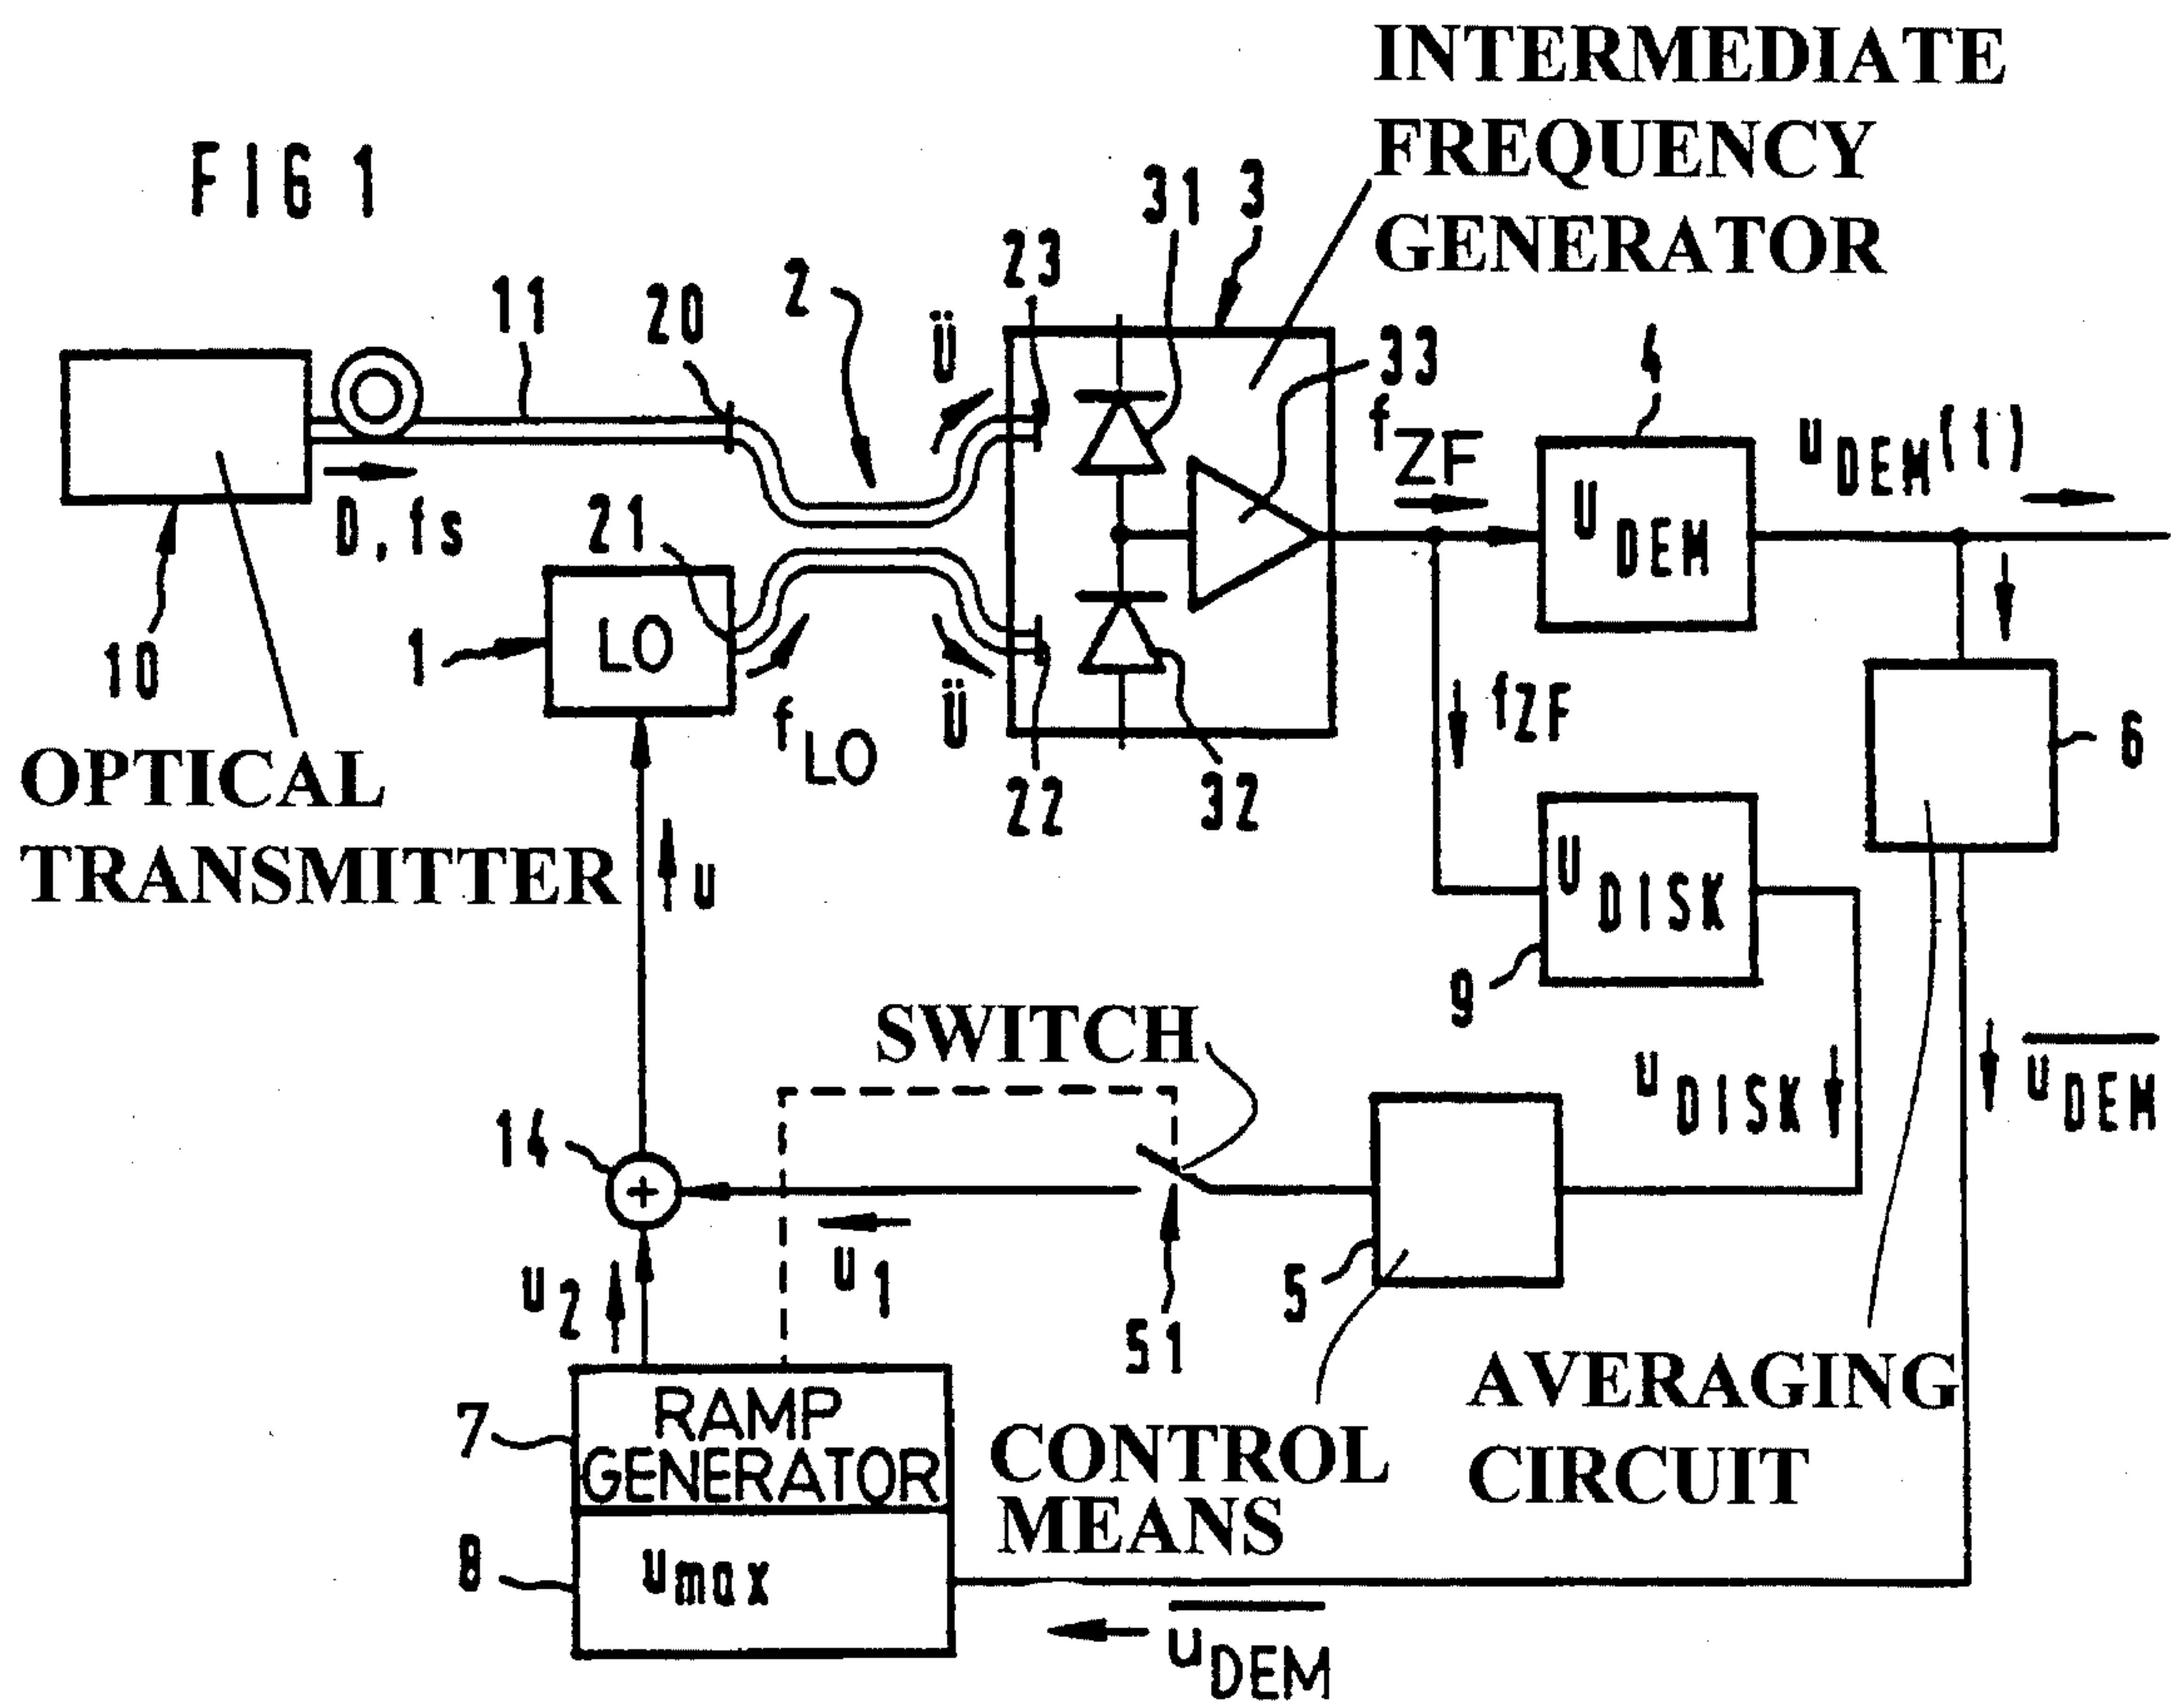 FIG 1
INTERMEDIATE
FREQUENCY
GENERATOR
31
3
23
11
20
2
Ü
33
4
fZF
uDEM(t)
UDEM
D, fs
21
10
1
LO
fLO
Ü
22
32
fZF
6
OPTICAL
TRANSMITTER
u
UDISK
9
SWITCH
uDISK
uDEM
14
+
u1
u2
51
5
7
RAMP
GENERATOR
CONTROL
MEANS
AVERAGING
CIRCUIT
8
umax
uDEM